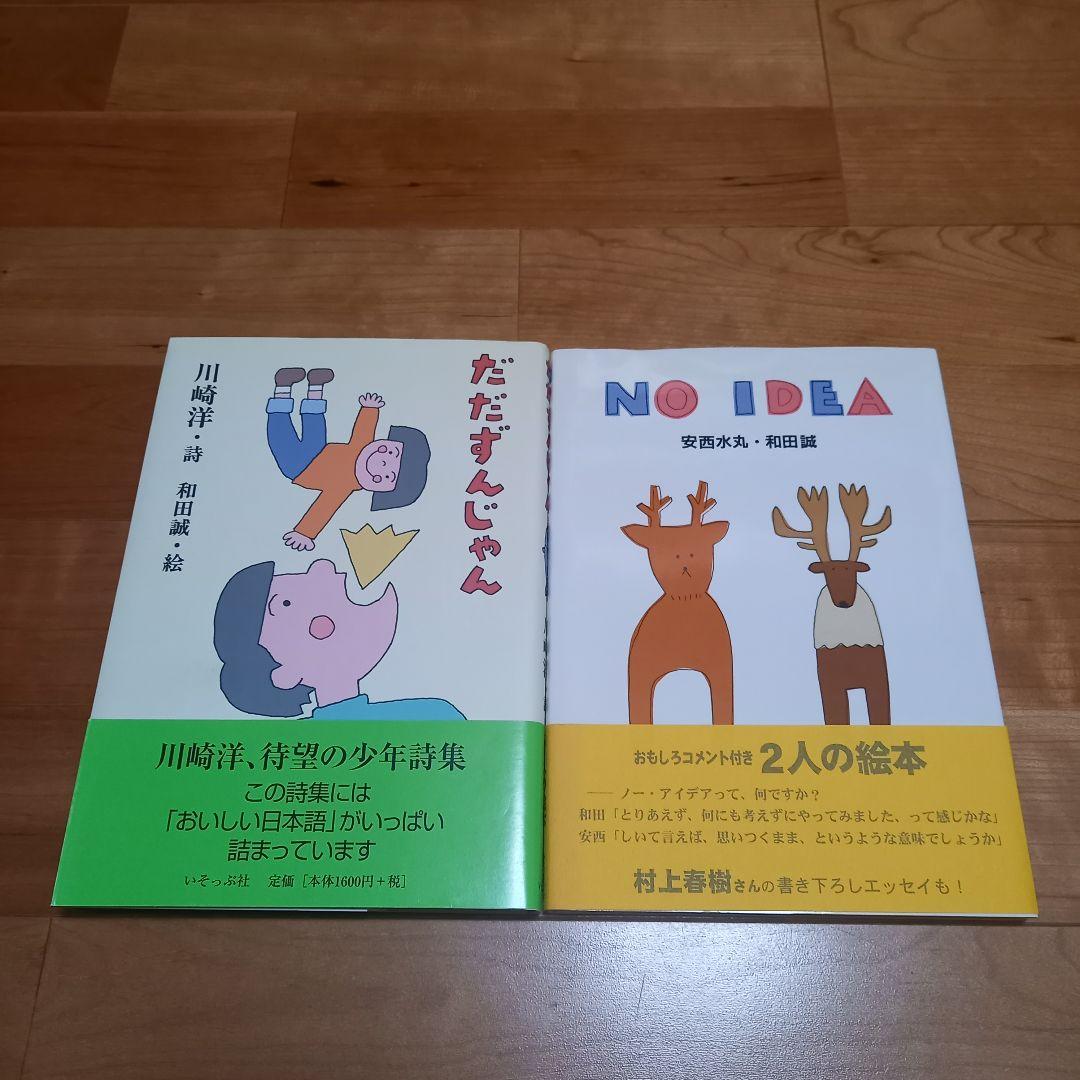 だだずんじゃん
川崎洋・詩 和田誠・絵
川崎洋、待望の少年詩集
この詩集には
「おいしい日本語」がいっぱい
詰まっています
いそっぷ社 定価[本体1600円+税]
NO IDEA
安西水丸・和田誠
おもしろコメント付き 2人の絵本
── ノー・アイデアって、何ですか?
和田「とりあえず、何にも考えずにやってみました、って感じかな」
安西「しいて言えば、思いつくまま、というような意味でしょうか」
村上春樹さんの書き下ろしエッセイも!